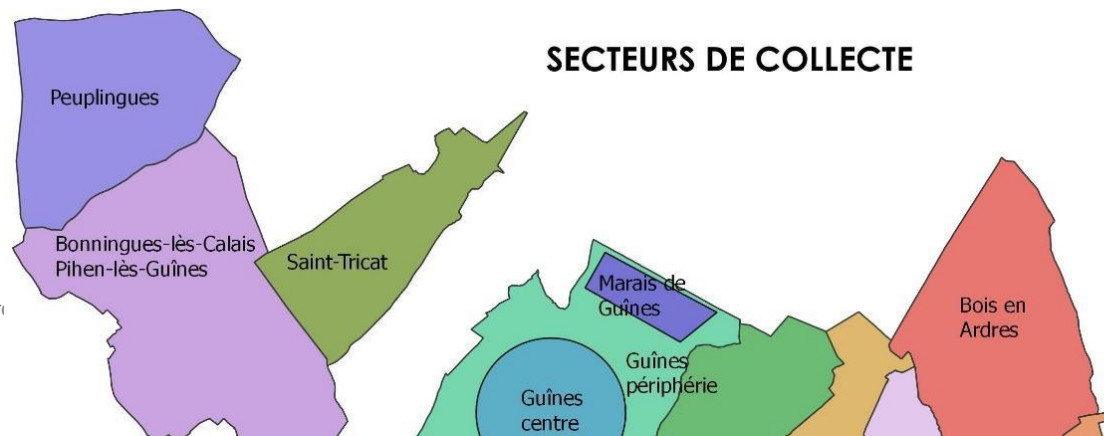 SECTEURS DE COLLECTE
Peuplingues
Bonningues-lès-Calais
Pihen-lès-Guînes
Saint-Tricat
Marais de
Guînes
Bois en
Ardres
Guînes
périphérie
Guînes
centre